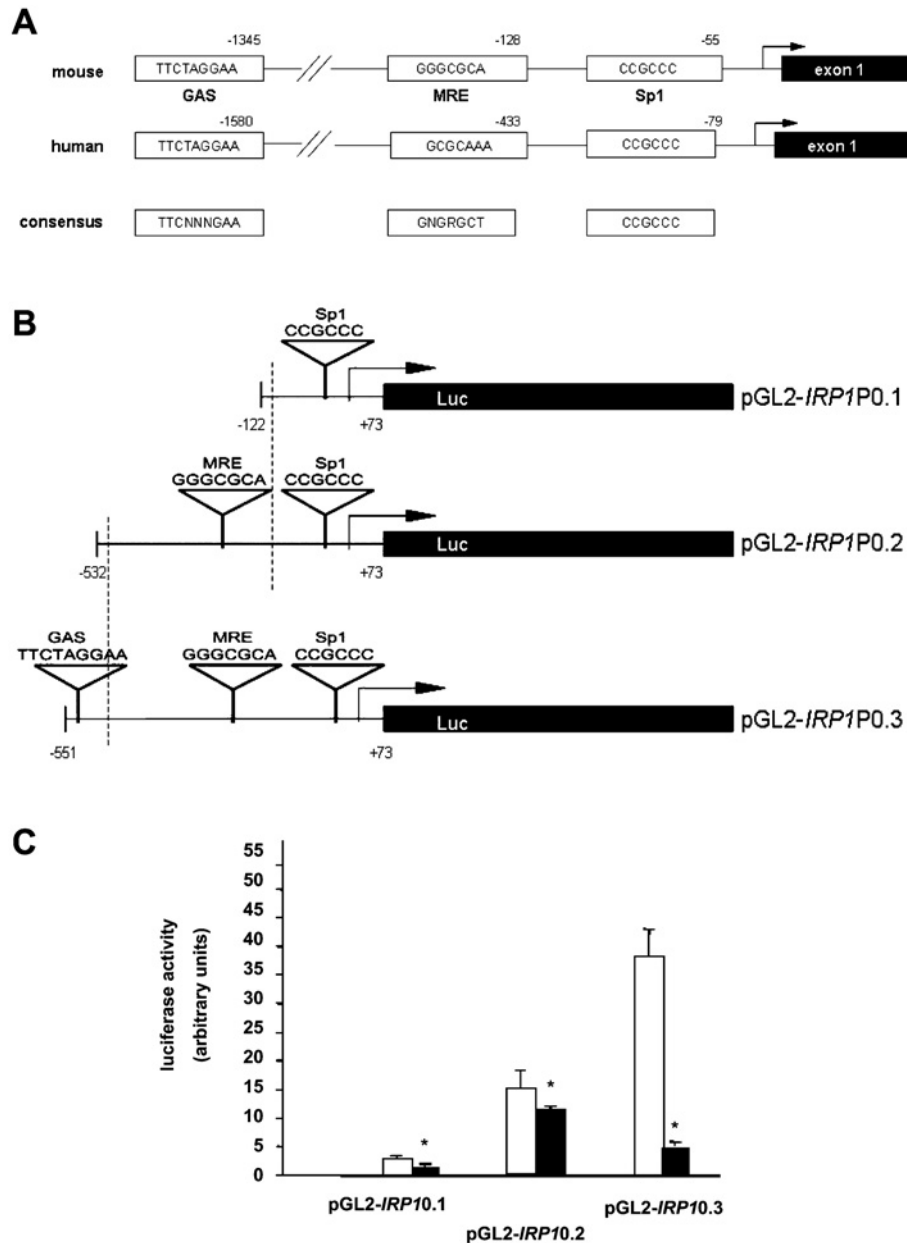 A
-1345 -128 -55
mouse TTCTAGGAA GGGCGCA CCGCCC exon 1
GAS MRE Sp1
-1580 -433 -79
human TTCTAGGAA GCGCAAA CCGCCC exon 1
consensus TTCNNNGAA GNGRGCT CCGCCC
B
Sp1
CCGCCC
Luc pGL2-IRP1P0.1
-122 +73
MRE Sp1
GGGCGCA CCGCCC
Luc pGL2-IRP1P0.2
-532 +73
GAS MRE Sp1
TTCTAGGAA GGGCGCA CCGCCC
Luc pGL2-IRP1P0.3
-551 +73
C
luciferase activity
(arbitrary units)
55
50
40
35
30
20
15
10
5
0
* * *
pGL2-IRP10.1 pGL2-IRP10.3
pGL2-IRP10.2